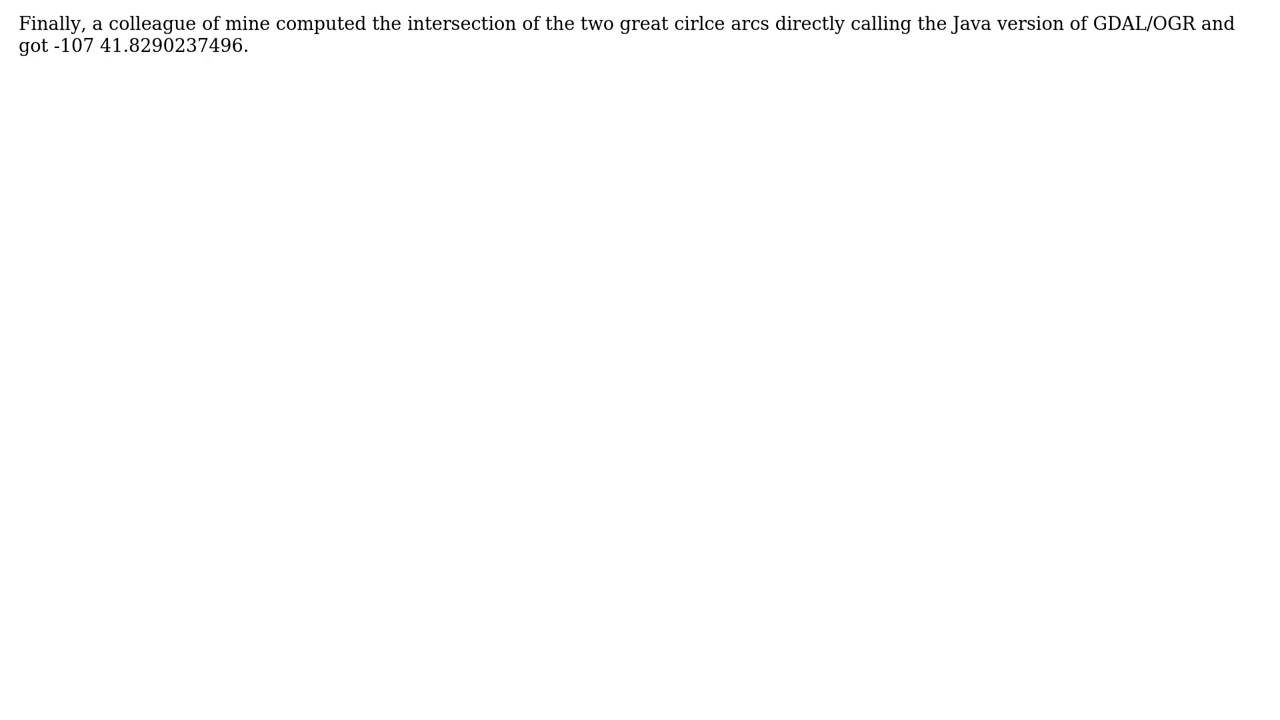 Finally, a colleague of mine computed the intersection of the two great cirlce arcs directly calling the Java version of GDAL/OGR and
got -107 41.8290237496.